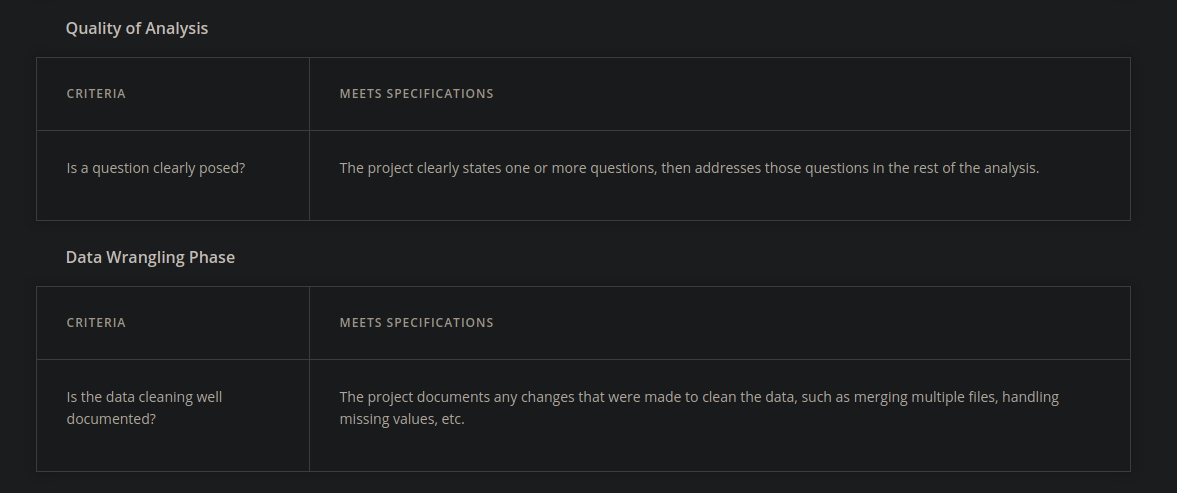 Quality of Analysis
CRITERIA
MEETS SPECIFICATIONS
Is a question clearly posed?
The project clearly states one or more questions, then addresses those questions in the rest of the analysis.
Data Wrangling Phase
CRITERIA
MEETS SPECIFICATIONS
Is the data cleaning well
documented?
The project documents any changes that were made to clean the data, such as merging multiple files, handling
missing values, etc.